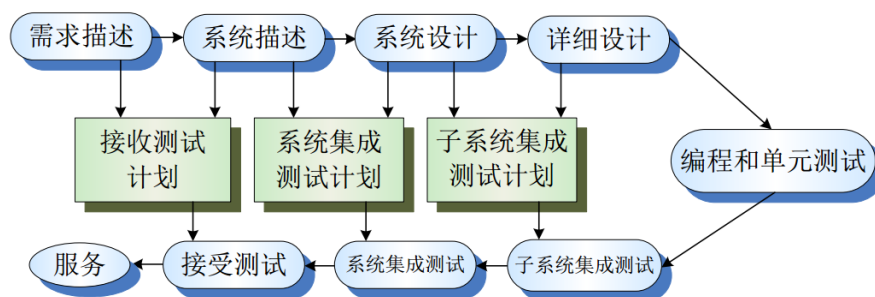 需求描述
系统描述
系统设计
详细设计
接收测试
计划
系统集成
测试计划
子系统集成
测试计划
编程和单元测试
服务
接受测试
系统集成测试
子系统集成测试